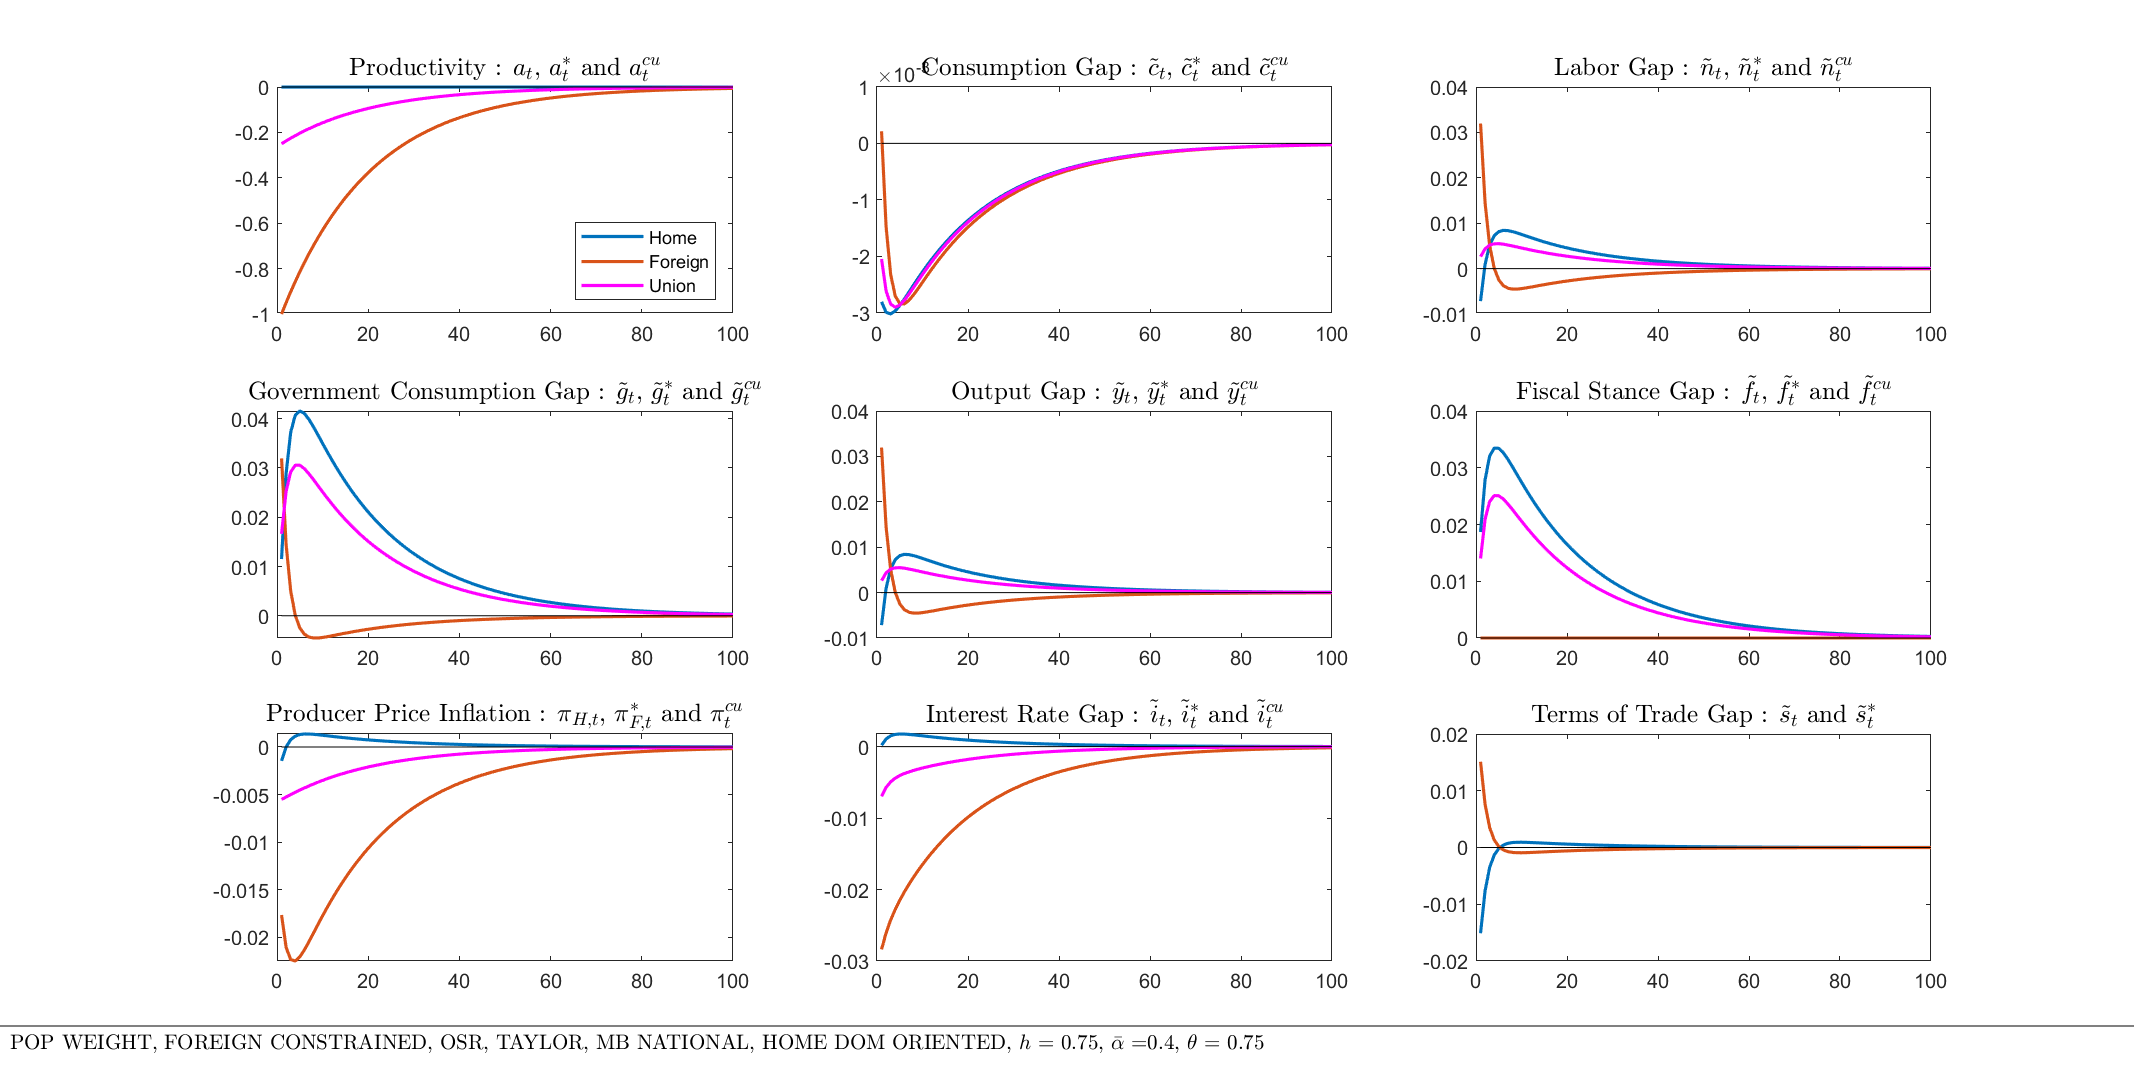 Productivity : a_t, a_t^* and a_t^{cu}
0
-0.2
-0.4
-0.6
-0.8
-1
0 20 40 60 80 100
Home
Foreign
Union
×10^-3
Consumption Gap : c̃_t, c̃_t^* and c̃_t^{cu}
1
0
-1
-2
-3
0 20 40 60 80 100
Labor Gap : ñ_t, ñ_t^* and ñ_t^{cu}
0.04
0.03
0.02
0.01
0
-0.01
0 20 40 60 80 100
Government Consumption Gap : g̃_t, g̃_t^* and g̃_t^{cu}
0.04
0.03
0.02
0.01
0
0 20 40 60 80 100
Output Gap : ỹ_t, ỹ_t^* and ỹ_t^{cu}
0.04
0.03
0.02
0.01
0
-0.01
0 20 40 60 80 100
Fiscal Stance Gap : f̃_t, f̃_t^* and f̃_t^{cu}
0.04
0.03
0.02
0.01
0
0 20 40 60 80 100
Producer Price Inflation : π_{H,t}, π_{F,t}^* and π_t^{cu}
0
-0.005
-0.01
-0.015
-0.02
0 20 40 60 80 100
Interest Rate Gap : ĩ_t, ĩ_t^* and ĩ_t^{cu}
0
-0.01
-0.02
-0.03
0 20 40 60 80 100
Terms of Trade Gap : s̃_t and s̃_t^*
0.02
0.01
0
-0.01
-0.02
0 20 40 60 80 100
POP WEIGHT, FOREIGN CONSTRAINED, OSR, TAYLOR, MB NATIONAL, HOME DOM ORIENTED, h = 0.75, ᾱ =0.4, θ = 0.75